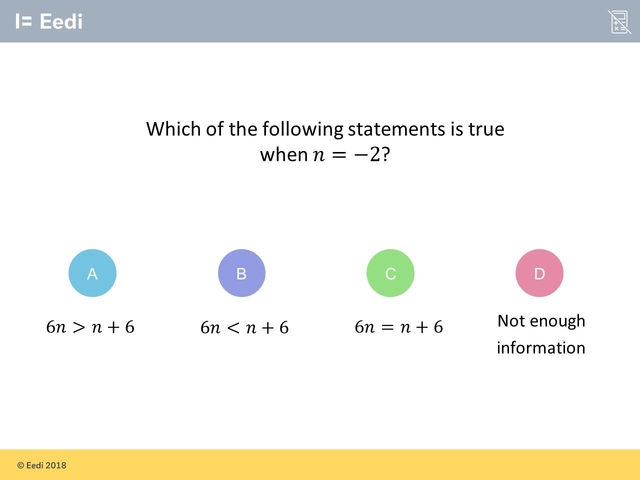 Eedi
Which of the following statements is true
when 𝑛 = −2?
A
B
C
D
6𝑛 > 𝑛 + 6
6𝑛 < 𝑛 + 6
6𝑛 = 𝑛 + 6
Not enough
information
© Eedi 2018